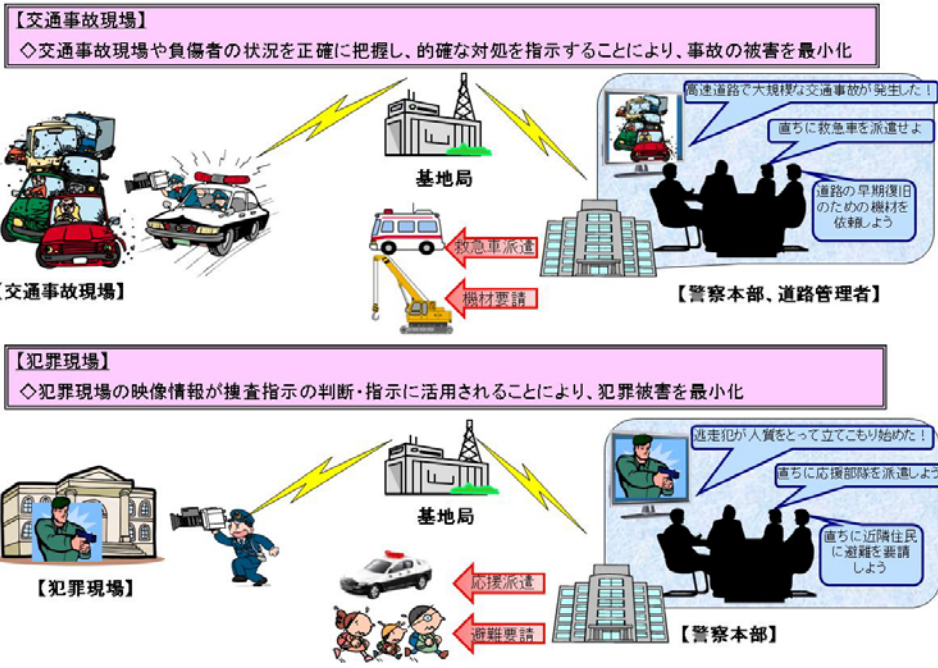 【交通事故現場】
◇交通事故現場や負傷者の状況を正確に把握し、的確な対処を指示することにより、事故の被害を最小化
高速道路で大規模な交通事故が発生した！
直ちに救急車を派遣せよ
道路の早期復旧
のための機材を
依頼しよう
基地局
救急車派遣
機材要請
【交通事故現場】
【警察本部、道路管理者】
【犯罪現場】
◇犯罪現場の映像情報が捜査指示の判断・指示に活用されることにより、犯罪被害を最小化
逃走犯が人質をとって立てこもり始めた！
直ちに応援部隊を派遣しよう
直ちに近隣住民
に避難を要請
しよう
基地局
応援派遣
避難要請
【犯罪現場】
【警察本部】